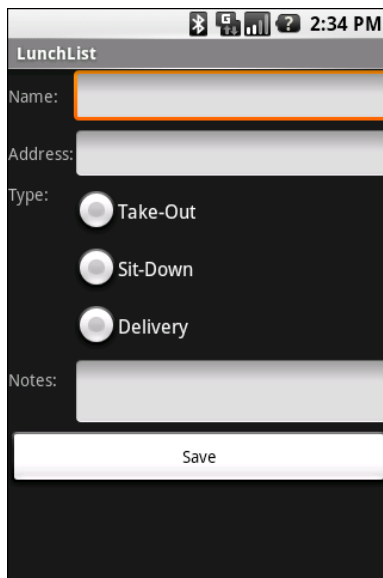 2:34 PM
LunchList
Name:
Address:
Type:
Take-Out
Sit-Down
Delivery
Notes:
Save